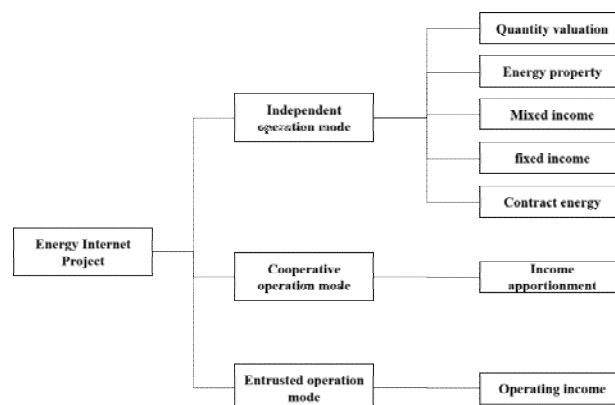 Quantity valuation
Energy property
Independent
operation mode
Mixed income
fixed income
Contract energy
Energy Internet
Project
Cooperative
operation mode
Income
apportionment
Entrusted operation
mode
Operating income